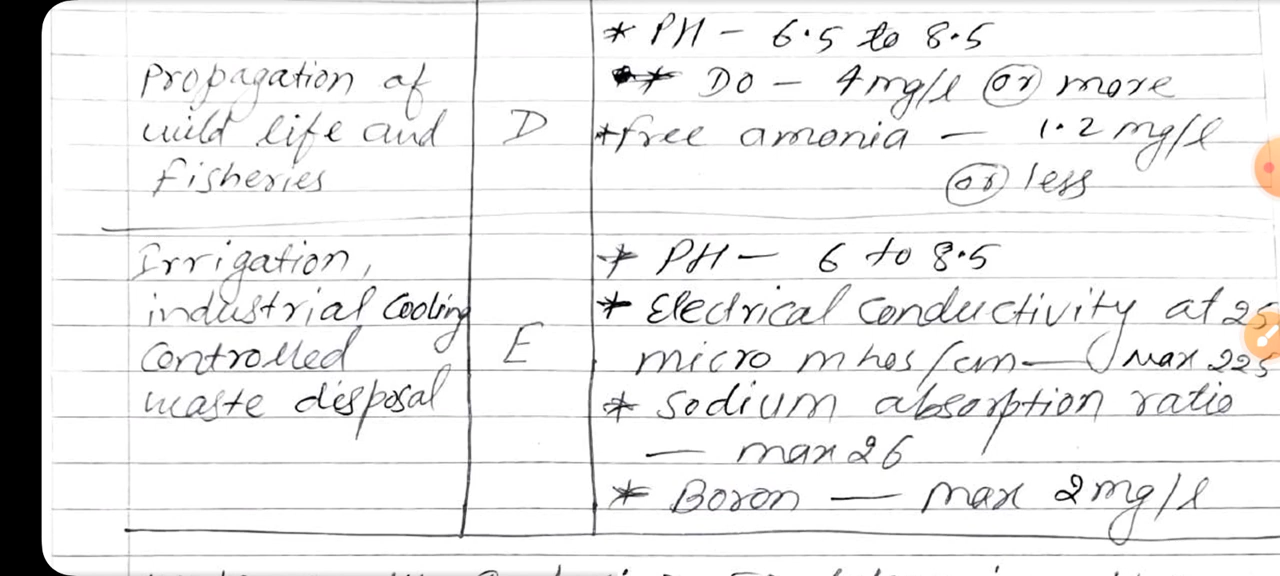 * PH - 6.5 to 8.5
Propagation of
* DO - 4 mg/l or more
wild life and
D
*free amonia - 1.2 mg/l
fisheries
or less
Irrigation,
* PH - 6 to 8.5
industrial cooling
* Electrical conductivity at 25
controlled
E
micro mhos/cm - (Max 225
waste disposal
* Sodium absorption ratio
- max 26
* Boron - max 2mg/l